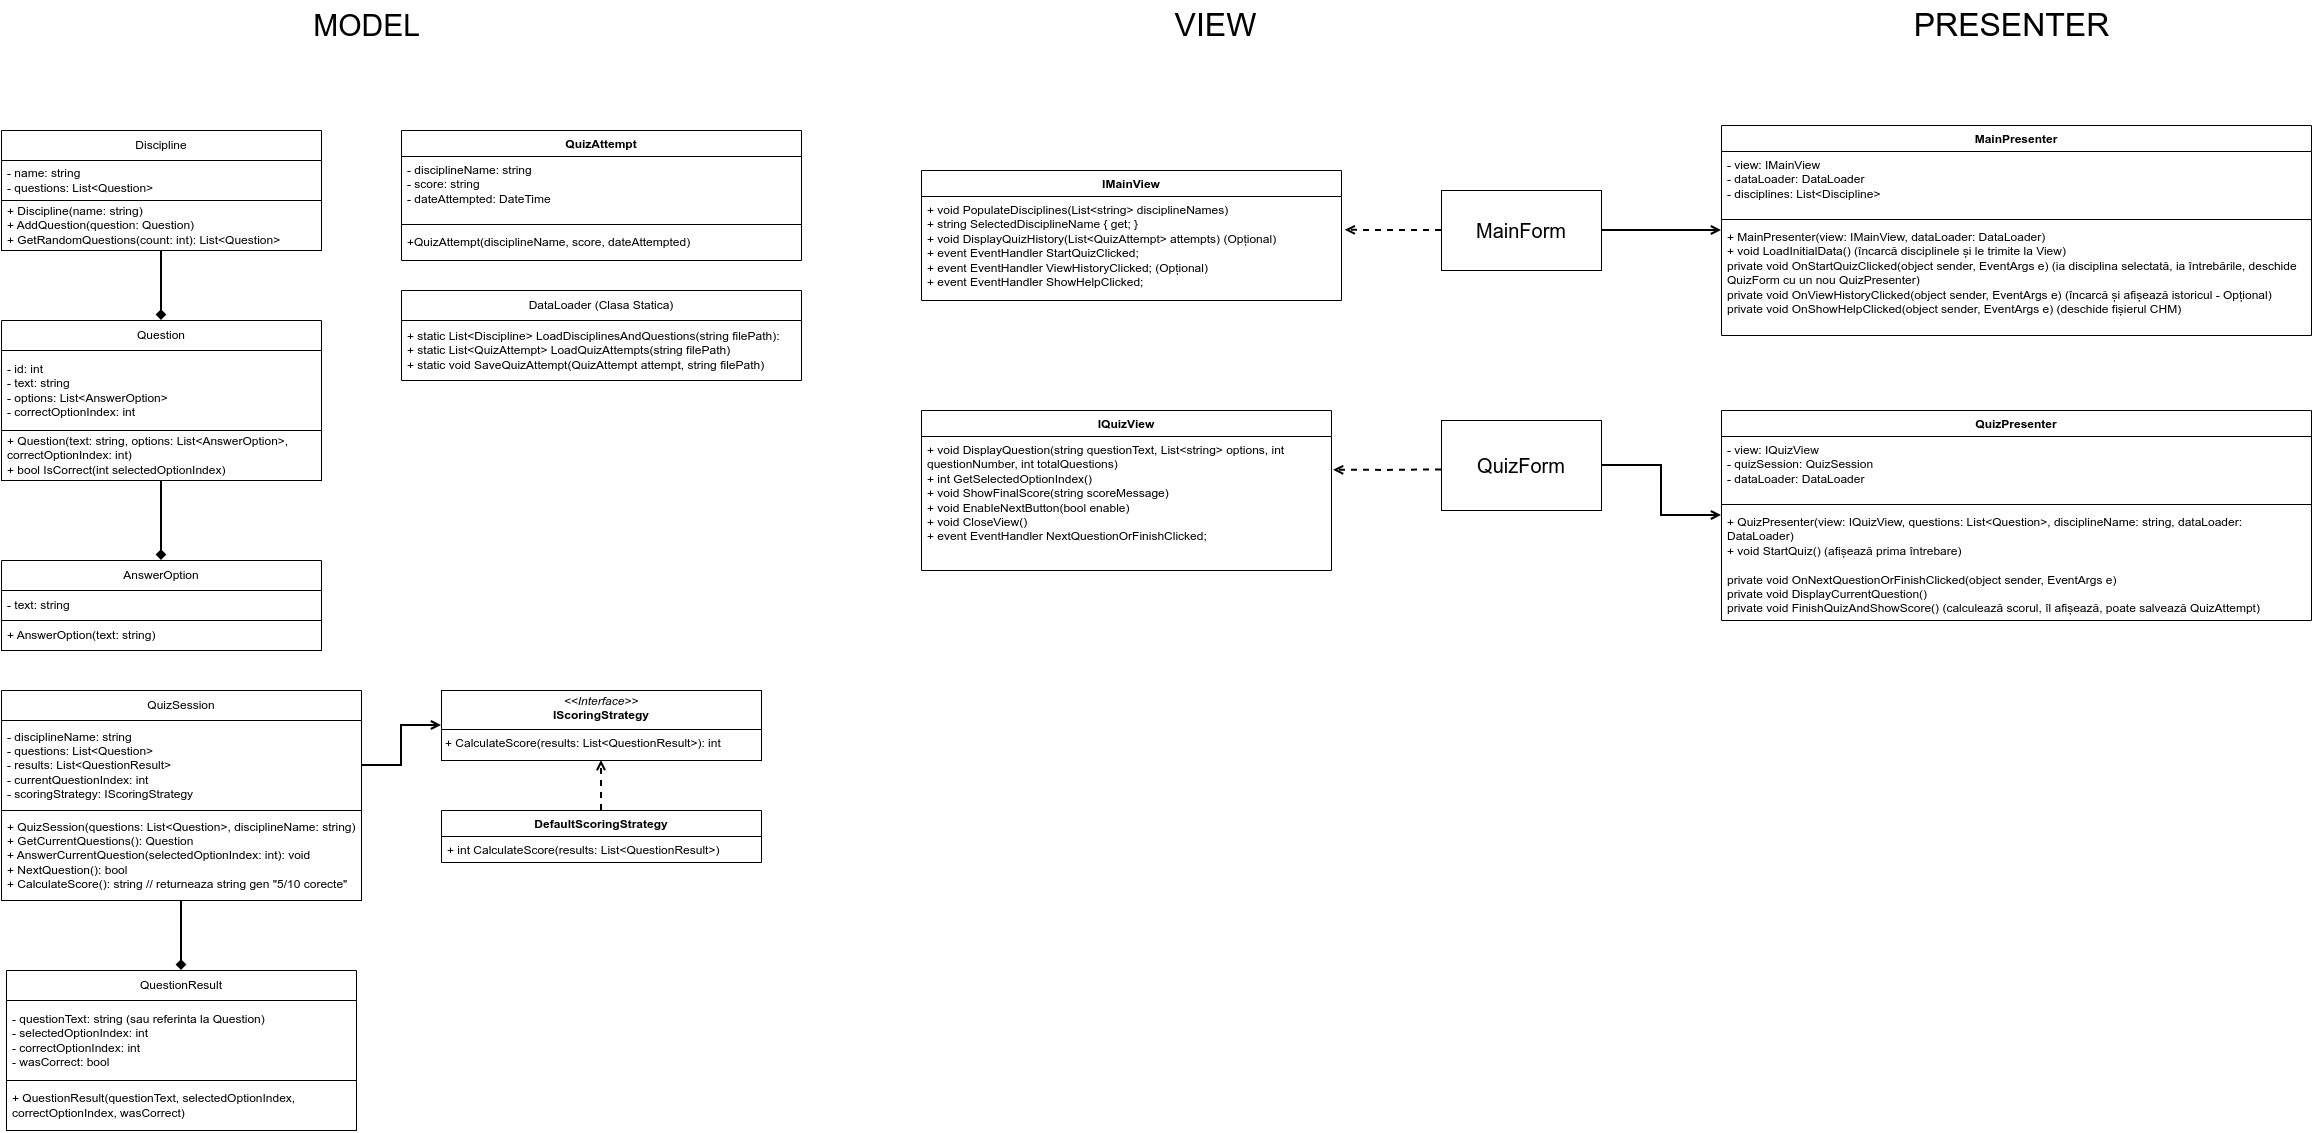 MODEL
VIEW
PRESENTER
Discipline
- name: string
- questions: List<Question>
+ Discipline(name: string)
+ AddQuestion(question: Question)
+ GetRandomQuestions(count: int): List<Question>
Question
- id: int
- text: string
- options: List<AnswerOption>
- correctOptionIndex: int
+ Question(text: string, options: List<AnswerOption>,
correctOptionIndex: int)
+ bool IsCorrect(int selectedOptionIndex)
AnswerOption
- text: string
+ AnswerOption(text: string)
QuizAttempt
- disciplineName: string
- score: string
- dateAttempted: DateTime
+QuizAttempt(disciplineName, score, dateAttempted)
DataLoader (Clasa Statica)
+ static List<Discipline> LoadDisciplinesAndQuestions(string filePath):
+ static List<QuizAttempt> LoadQuizAttempts(string filePath)
+ static void SaveQuizAttempt(QuizAttempt attempt, string filePath)
QuizSession
- disciplineName: string
- questions: List<Question>
- results: List<QuestionResult>
- currentQuestionIndex: int
- scoringStrategy: IScoringStrategy
+ QuizSession(questions: List<Question>, disciplineName: string)
+ GetCurrentQuestions(): Question
+ AnswerCurrentQuestion(selectedOptionIndex: int): void
+ NextQuestion(): bool
+ CalculateScore(): string // returneaza string gen "5/10 corecte"
<<Interface>>
IScoringStrategy
+ CalculateScore(results: List<QuestionResult>): int
DefaultScoringStrategy
+ int CalculateScore(results: List<QuestionResult>)
QuestionResult
- questionText: string (sau referinta la Question)
- selectedOptionIndex: int
- correctOptionIndex: int
- wasCorrect: bool
+ QuestionResult(questionText, selectedOptionIndex,
correctOptionIndex, wasCorrect)
IMainView
+ void PopulateDisciplines(List<string> disciplineNames)
+ string SelectedDisciplineName { get; }
+ void DisplayQuizHistory(List<QuizAttempt> attempts) (Opțional)
+ event EventHandler StartQuizClicked;
+ event EventHandler ViewHistoryClicked; (Opțional)
+ event EventHandler ShowHelpClicked;
MainForm
IQuizView
+ void DisplayQuestion(string questionText, List<string> options, int
questionNumber, int totalQuestions)
+ int GetSelectedOptionIndex()
+ void ShowFinalScore(string scoreMessage)
+ void EnableNextButton(bool enable)
+ void CloseView()
+ event EventHandler NextQuestionOrFinishClicked;
QuizForm
MainPresenter
- view: IMainView
- dataLoader: DataLoader
- disciplines: List<Discipline>
+ MainPresenter(view: IMainView, dataLoader: DataLoader)
+ void LoadInitialData() (încarcă disciplinele și le trimite la View)
private void OnStartQuizClicked(object sender, EventArgs e) (ia disciplina selectată, ia întrebările, deschide
QuizForm cu un nou QuizPresenter)
private void OnViewHistoryClicked(object sender, EventArgs e) (încarcă și afișează istoricul - Opțional)
private void OnShowHelpClicked(object sender, EventArgs e) (deschide fișierul CHM)
QuizPresenter
- view: IQuizView
- quizSession: QuizSession
- dataLoader: DataLoader
+ QuizPresenter(view: IQuizView, questions: List<Question>, disciplineName: string, dataLoader:
DataLoader)
+ void StartQuiz() (afișează prima întrebare)
private void OnNextQuestionOrFinishClicked(object sender, EventArgs e)
private void DisplayCurrentQuestion()
private void FinishQuizAndShowScore() (calculează scorul, îl afișează, poate salvează QuizAttempt)